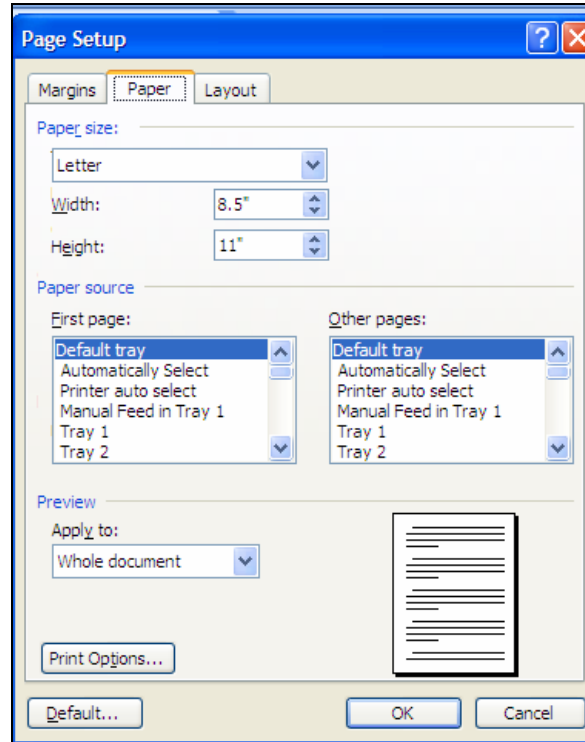 Page Setup
Margins Paper Layout
Paper size:
Letter
Width: 8.5"
Height: 11"
Paper source
First page: Other pages:
Default tray Default tray
Automatically Select Automatically Select
Printer auto select Printer auto select
Manual Feed in Tray 1 Manual Feed in Tray 1
Tray 1 Tray 1
Tray 2 Tray 2
Preview
Apply to:
Whole document
Print Options...
Default... OK Cancel